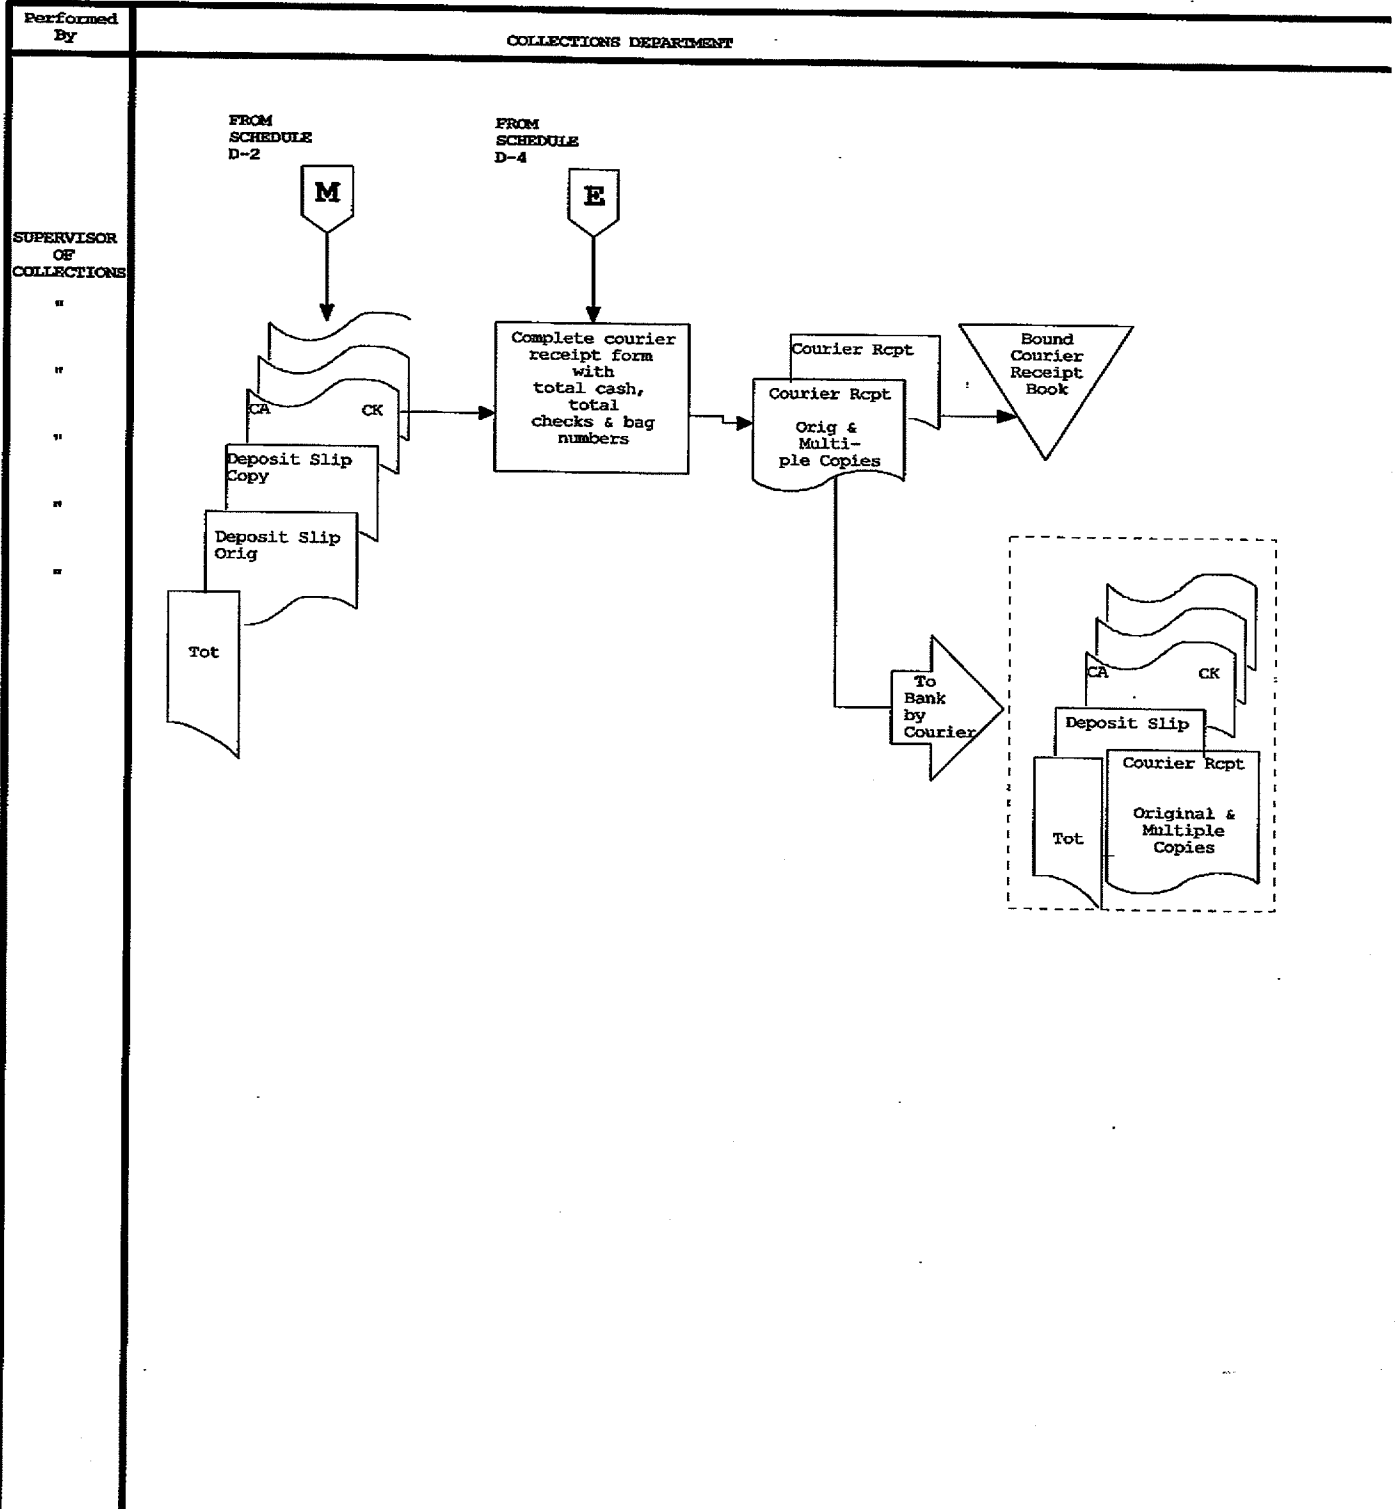 Performed
By
COLLECTIONS DEPARTMENT
FROM
SCHEDULE
D-2
M
FROM
SCHEDULE
D-4
E
SUPERVISOR
OF
COLLECTIONS
"
"
"
"
"
CA CK
Deposit Slip
Copy
Deposit Slip
Orig
Tot
Complete courier
receipt form
with
total cash,
total
checks & bag
numbers
Courier Rcpt
Courier Rcpt
Orig &
Multi-
ple Copies
Bound
Courier
Receipt
Book
To
Bank
by
Courier
CA CK
Deposit Slip
Courier Rcpt
Original &
Multiple
Copies
Tot